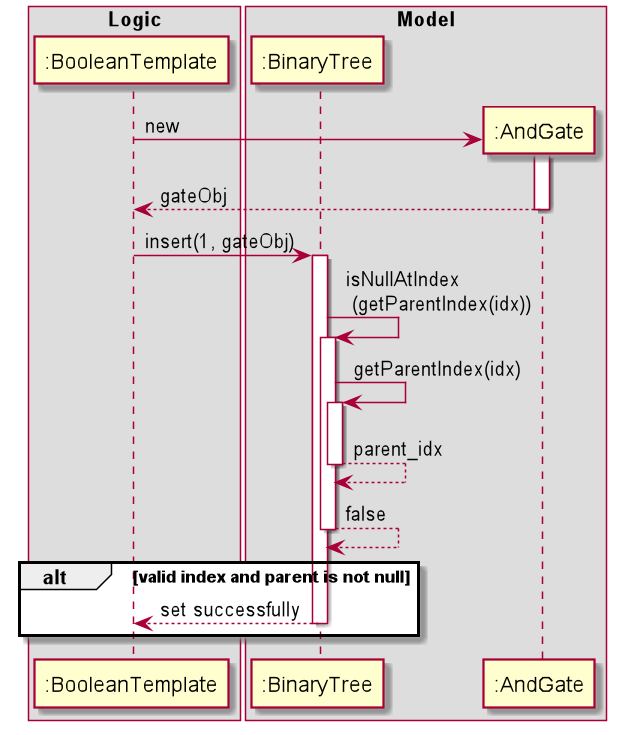 Logic
Model
:BooleanTemplate
:BinaryTree
new
:AndGate
gateObj
insert(1, gateObj)
isNullAtIndex
(getParentIndex(idx))
getParentIndex(idx)
parent_idx
false
alt
[valid index and parent is not null]
set successfully
:BooleanTemplate
:BinaryTree
:AndGate